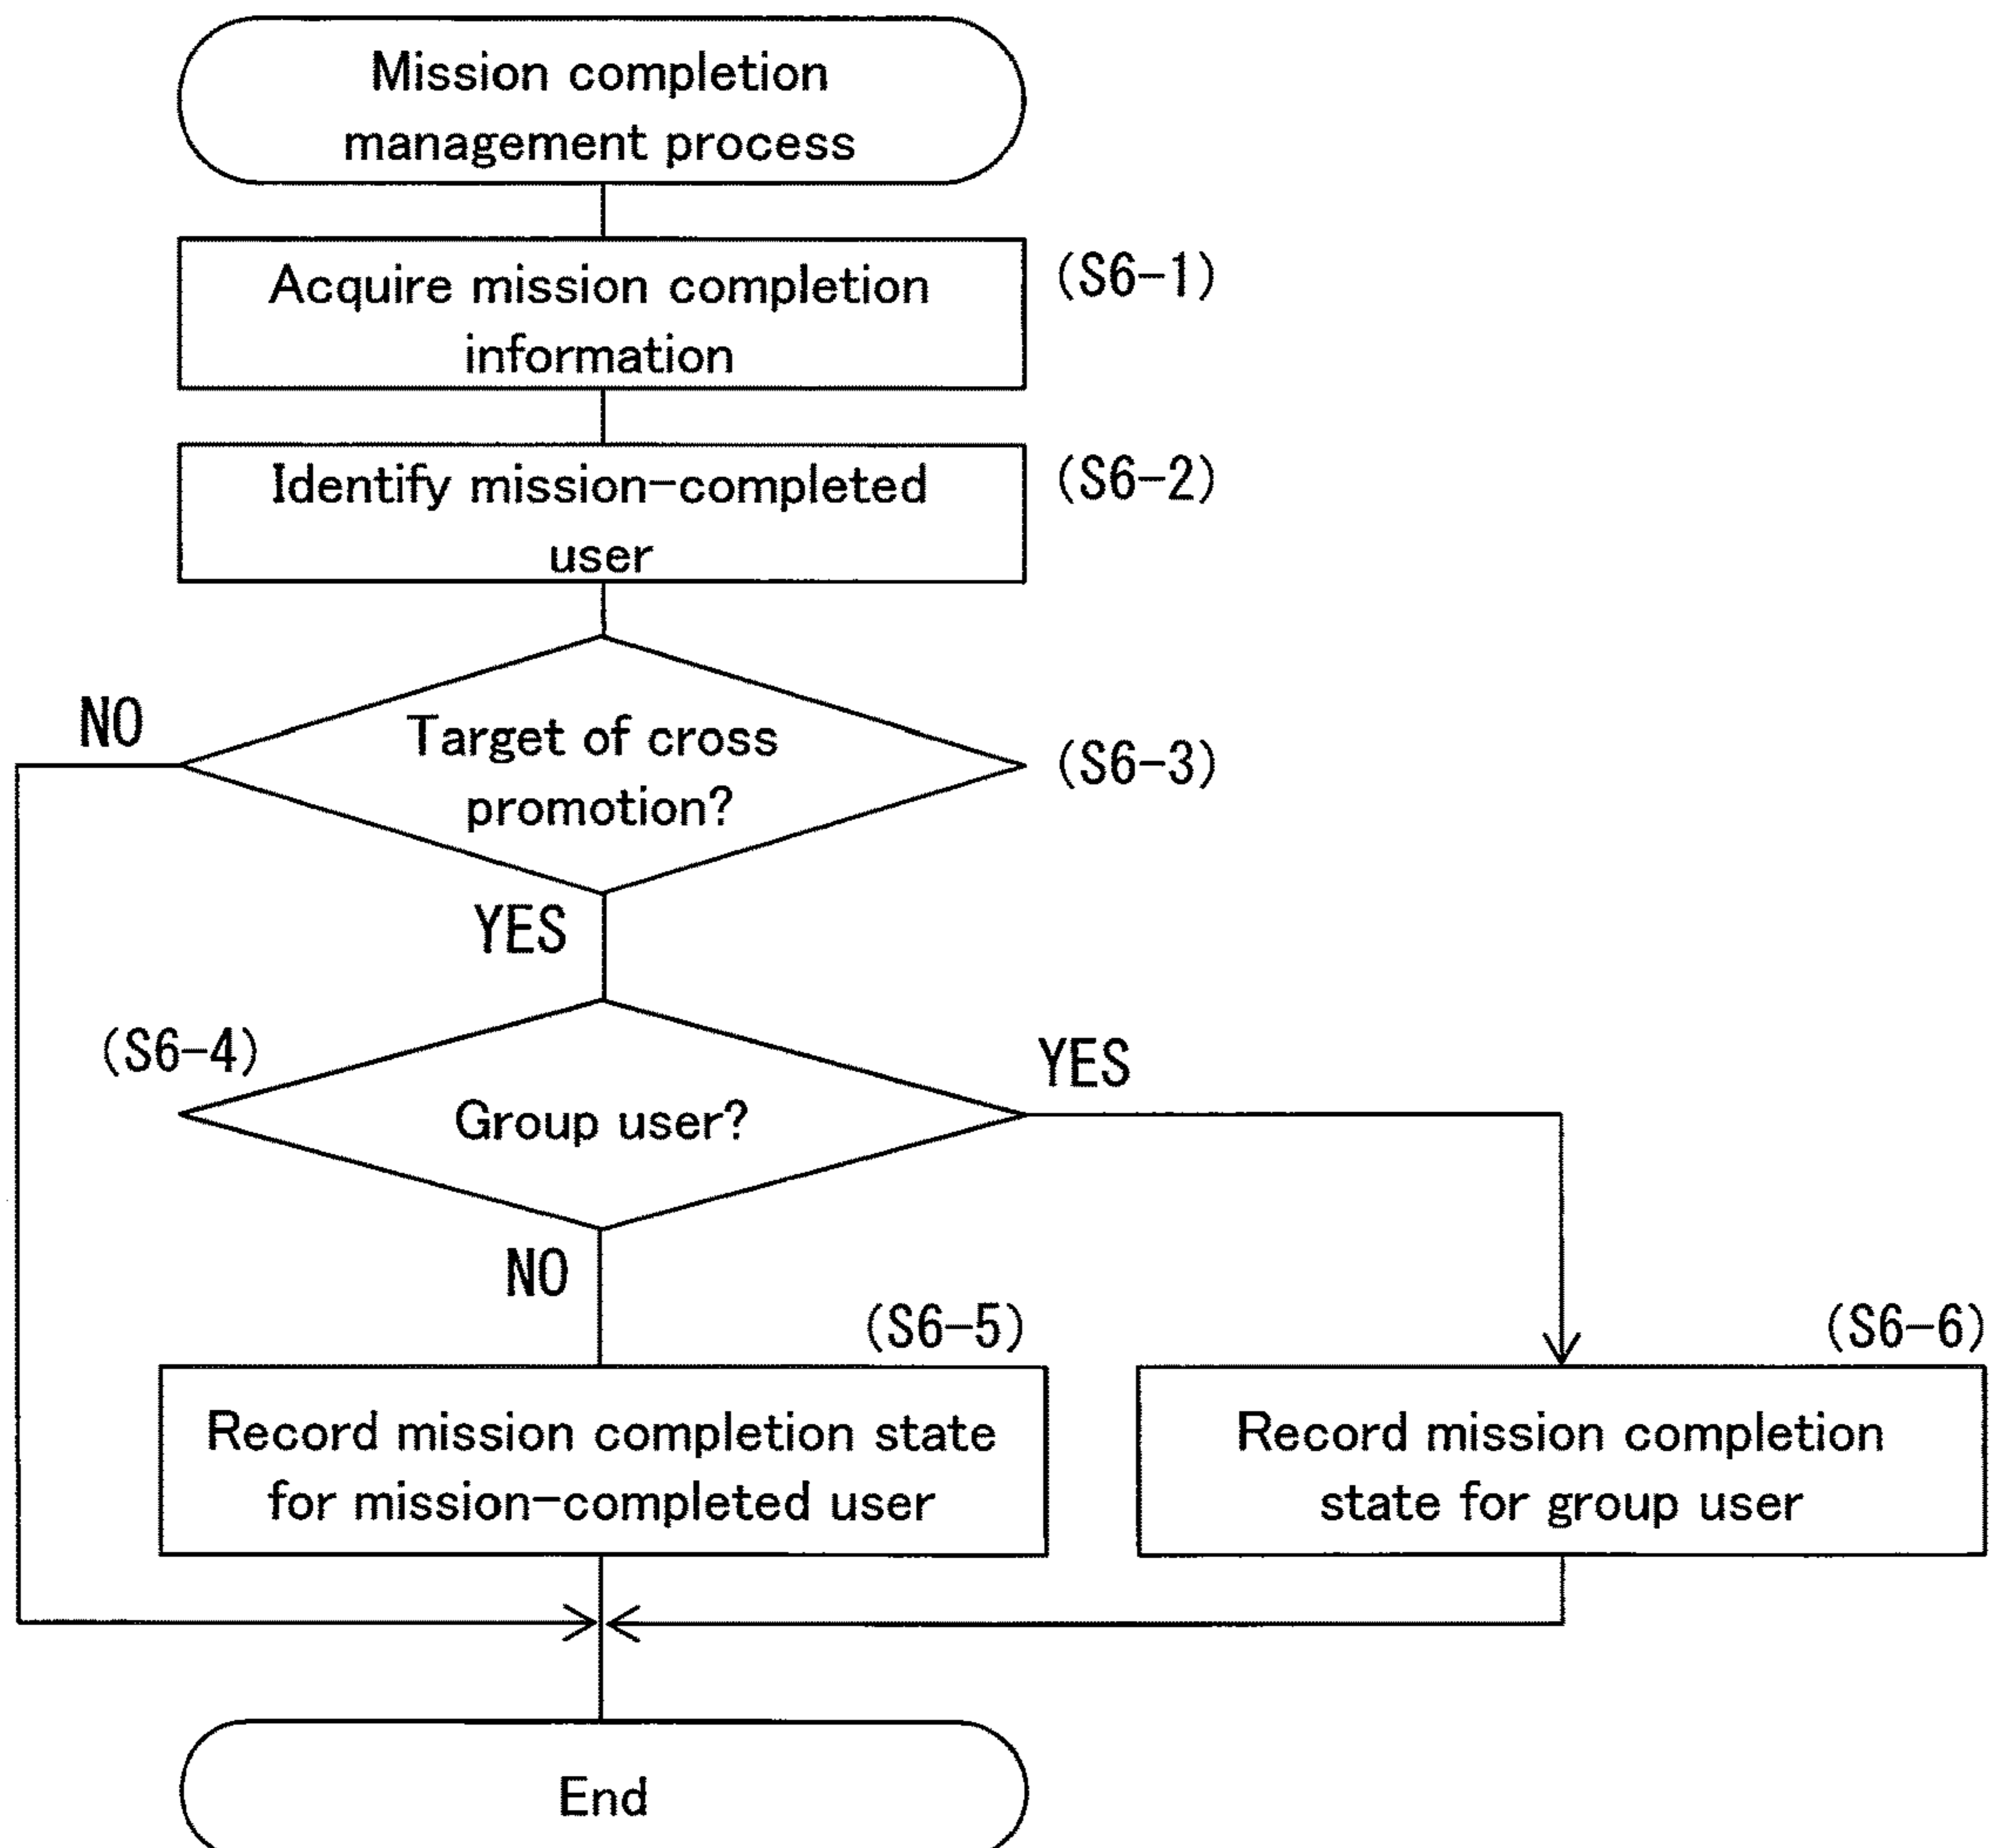 Mission completion
management process
Acquire mission completion
information
(S6-1)
Identify mission-completed
user
(S6-2)
NO
Target of cross
promotion?
(S6-3)
YES
(S6-4)
Group user?
YES
NO
(S6-5)
Record mission completion state
for mission-completed user
(S6-6)
Record mission completion
state for group user
End